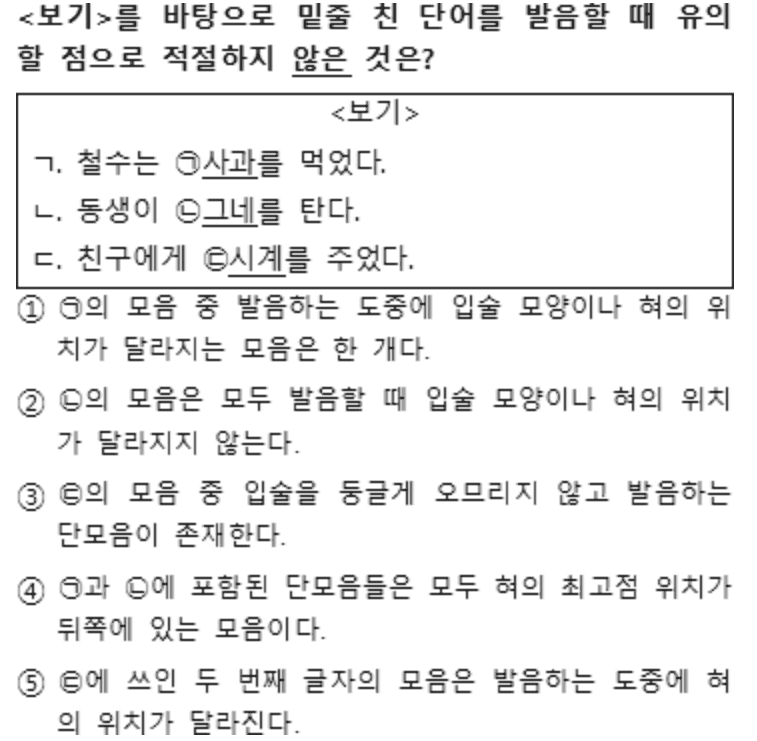 <보기>를 바탕으로 밑줄 친 단어를 발음할 때 유의
할 점으로 적절하지 않은 것은?
<보기>
ㄱ. 철수는 ㉠사과를 먹었다.
ㄴ. 동생이 ㉡그네를 탄다.
ㄷ. 친구에게 ㉢시계를 주었다.
① ㉠의 모음 중 발음하는 도중에 입술 모양이나 혀의 위
치가 달라지는 모음은 한 개다.
② ㉡의 모음은 모두 발음할 때 입술 모양이나 혀의 위치
가 달라지지 않는다.
③ ㉢의 모음 중 입술을 둥글게 오므리지 않고 발음하는
단모음이 존재한다.
④ ㉠과 ㉡에 포함된 단모음들은 모두 혀의 최고점 위치가
뒤쪽에 있는 모음이다.
⑤ ㉢에 쓰인 두 번째 글자의 모음은 발음하는 도중에 혀
의 위치가 달라진다.